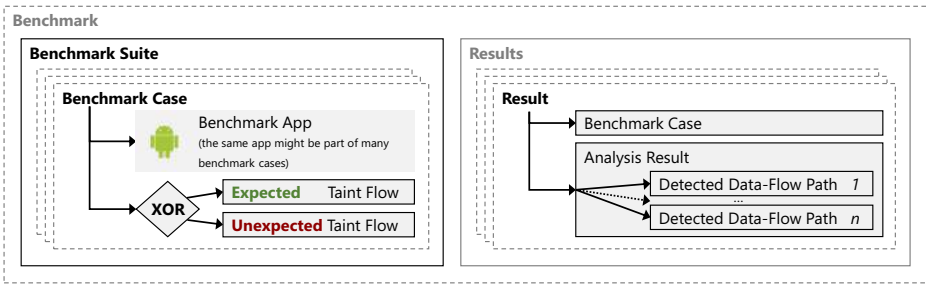 Benchmark
Benchmark Suite
Benchmark Case
Benchmark App
(the same app might be part of many
benchmark cases)
XOR
Expected Taint Flow
Unexpected Taint Flow
Results
Result
Benchmark Case
Analysis Result
Detected Data-Flow Path 1
...
Detected Data-Flow Path n